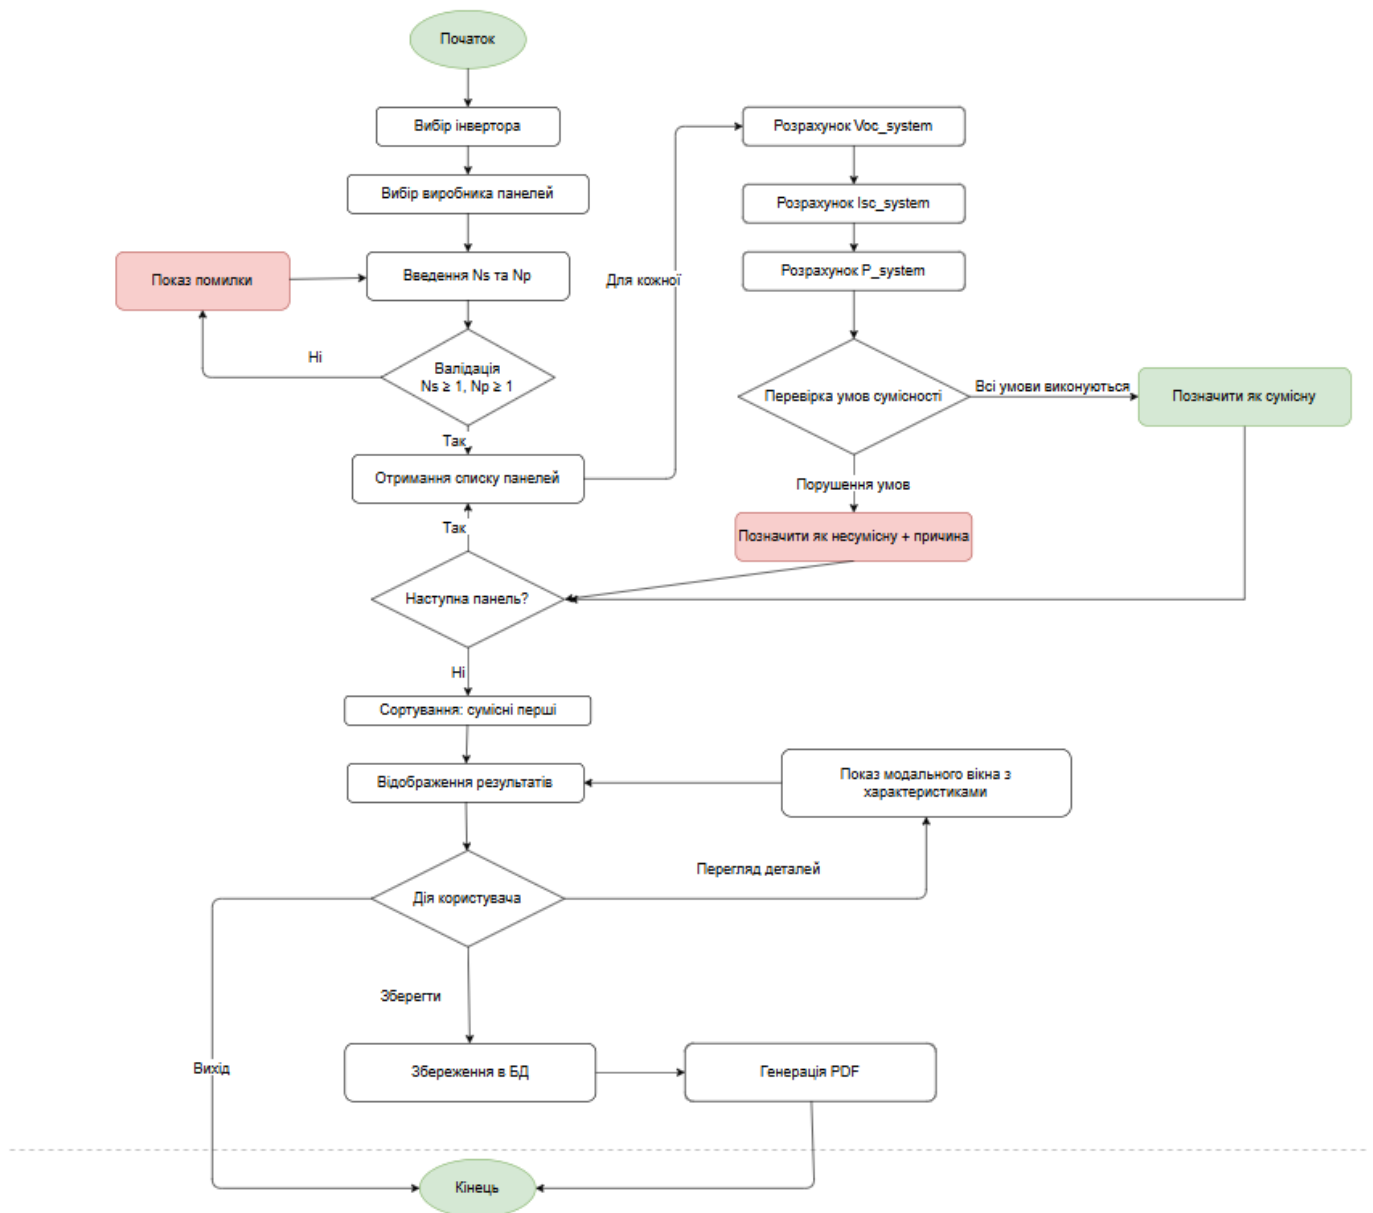 Початок
Вибір інвертора
Розрахунок Voc_system
Вибір виробника панелей
Розрахунок Isc_system
Показ помилки
Введення Ns та Np
Для кожної
Розрахунок P_system
Ні
Валідація
Ns ≥ 1, Np ≥ 1
Перевірка умов сумісності
Всі умови виконуються
Позначити як сумісну
Так
Отримання списку панелей
Порушення умов
Так
Позначити як несумісну + причина
Наступна панель?
Ні
Сортування: сумісні перші
Відображення результатів
Показ модального вікна з
характеристиками
Перегляд деталей
Дія користувача
Зберегти
Вихід
Збереження в БД
Генерація PDF
Кінець